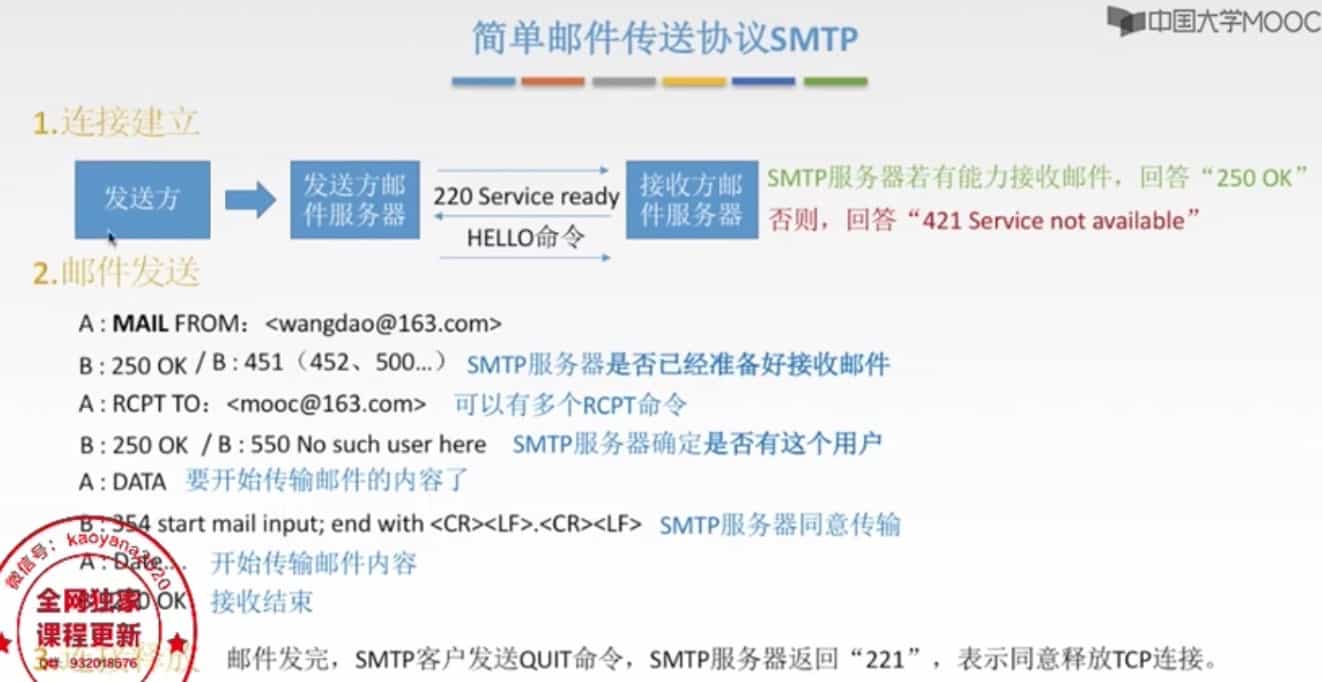 简单邮件传送协议SMTP
中国大学MOOC
1.连接建立
发送方
发送方邮
件服务器
220 Service ready
HELLO命令
接收方邮
件服务器
SMTP服务器若有能力接收邮件，回答“250 OK”
否则，回答“421 Service not available”
2.邮件发送
A : MAIL FROM：<wangdao@163.com>
B : 250 OK / B : 451（452、500…） SMTP服务器是否已经准备好接收邮件
A : RCPT TO：<mooc@163.com> 可以有多个RCPT命令
B : 250 OK / B : 550 No such user here SMTP服务器确定是否有这个用户
A : DATA 要开始传输邮件的内容了
B : 354 start mail input; end with <CR><LF>.<CR><LF> SMTP服务器同意传输
A : Date… 开始传输邮件内容
B : 250 OK 接收结束
3.连接释放 邮件发完，SMTP客户发送QUIT命令，SMTP服务器返回“221”，表示同意释放TCP连接。
微信号：kaoyana2020
全网独家
课程更新
QQ：932018576